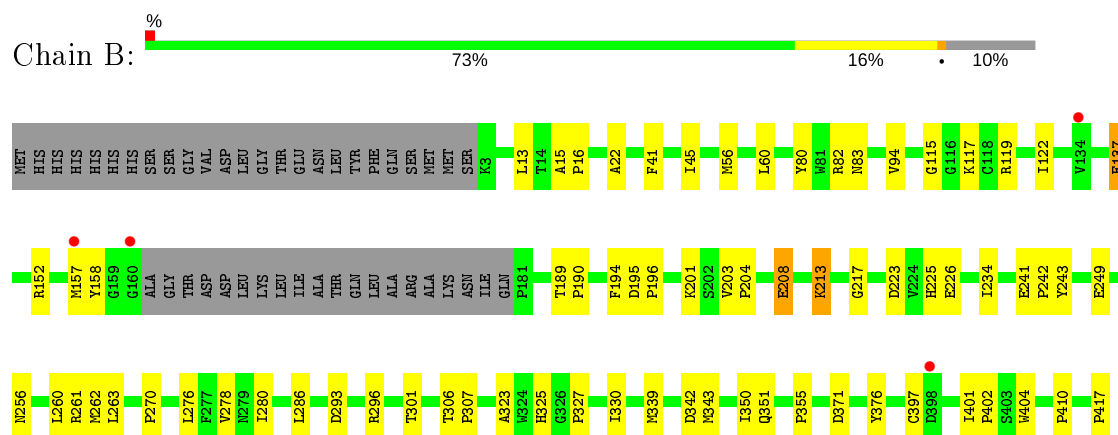 %
Chain B:
73% 16% • 10%
MET HIS HIS HIS HIS HIS HIS SER SER GLY VAL ASP LEU GLY THR GLU ASN LEU TYR PHE GLN SER MET MET SER K3 L13 T14 A15 P16 A22 F41 I45 M56 L60 Y80 W81 R82 N83 V94 G115 G116 K117 C118 R119 I122 V134
R152 M157 Y158 G159 G160 ALA GLY THR ASP ASP LEU LYS LEU ILE ALA THR GLN LEU ALA ARG ALA LYS ASN ILE GLN P181 T189 P190 F194 D195 P196 K201 S202 V203 P204 E208 K213 G217 D223 V224 H225 E226 I234 E241 P242 Y243 E249
N256 L260 R261 M262 L263 P270 L276 F277 V278 N279 I280 L286 D293 R296 T301 T306 P307 A323 W324 H325 G326 P327 I330 M339 D342 M343 I350 Q351 P355 D371 Y376 C397 D398 I401 P402 S403 W404 P410 P417